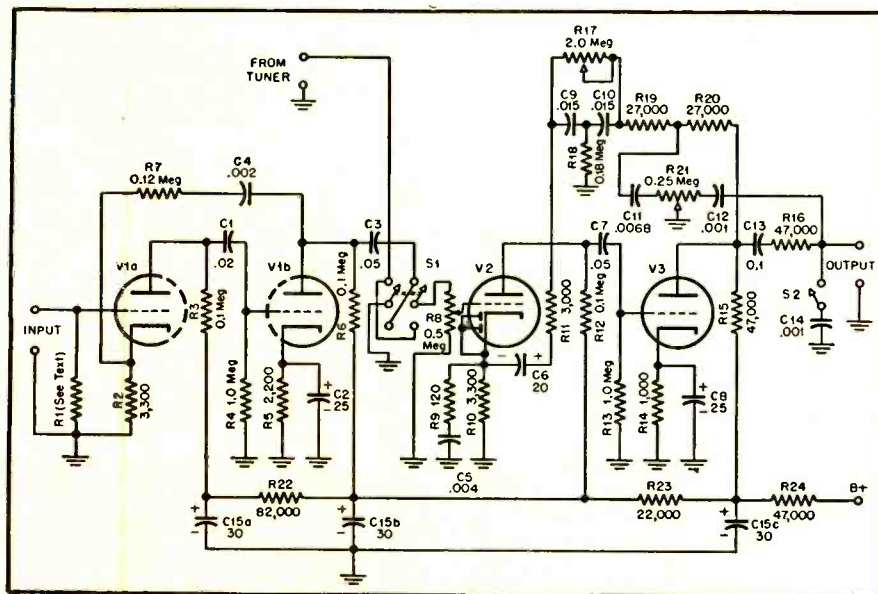 FROM
TUNER
R17
2.0 Meg
C9
.015
C10
.015
R19
27,000
R20
27,000
R18
0.18 Meg
R7
0.12 Meg
C4
.002
R21
0.25 Meg
C11
.0068
C12
.001
C13
0.1
R16
47,000
V1a
C1
.02
V1b
C3
.05
S1
V2
C7
.05
V3
R3
0.1 Meg
R6
0.1 Meg
R8
0.5
Meg
R11 3,000
R12 0.1 Meg
R15
47,000
OUTPUT
S2
C14
.001
INPUT
R1 (See Text)
R2
3,300
R4 1.0 Meg
R5 2,200
+
-
C2
25
R9 120
R10 3,300
- +
C6
20
R13 1.0 Meg
R14 1,000
+
-
C8
25
C5
.004
R22
82,000
R23
22,000
R24
47,000
B+
+
-
C15a
30
+
-
C15b
30
+
-
C15c
30